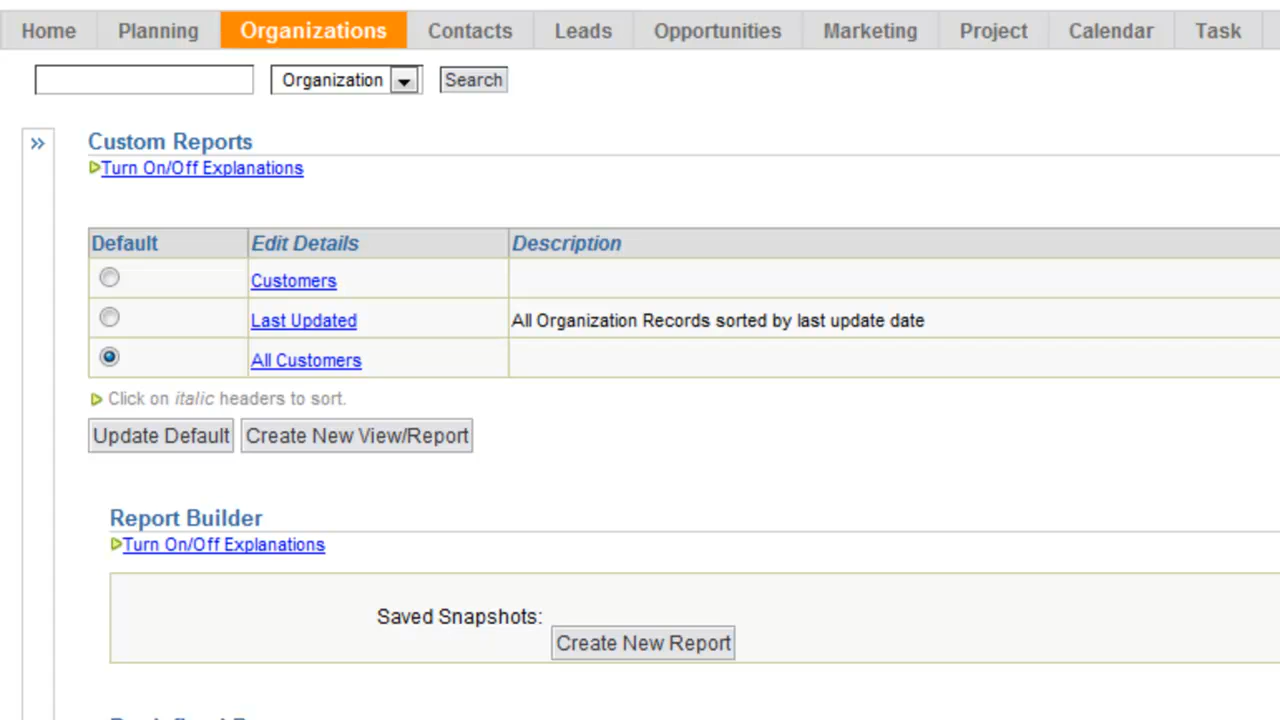 Home Planning Organizations Contacts Leads Opportunities Marketing Project Calendar Task
Organization Search
»
Custom Reports
Turn On/Off Explanations
Default Edit Details Description
Customers
Last Updated All Organization Records sorted by last update date
All Customers
Click on italic headers to sort.
Update Default Create New View/Report
Report Builder
Turn On/Off Explanations
Saved Snapshots:
Create New Report